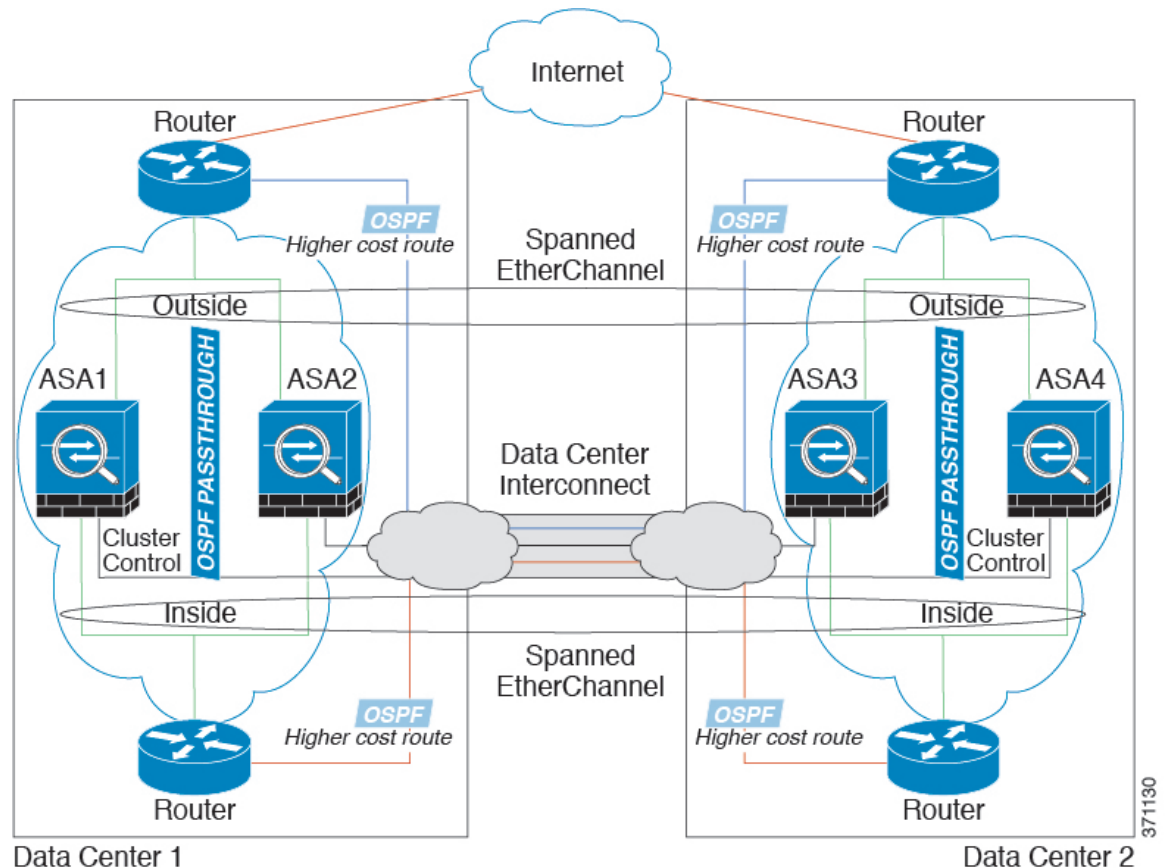 Internet
Router
Router
OSPF
Higher cost route
Spanned
EtherChannel
OSPF
Higher cost route
Outside
Outside
ASA1
OSPF PASSTHROUGH
ASA2
ASA3
OSPF PASSTHROUGH
ASA4
Data Center
Interconnect
Cluster
Control
Cluster
Control
Inside
Inside
Spanned
EtherChannel
OSPF
Higher cost route
OSPF
Higher cost route
Router
Router
371130
Data Center 1
Data Center 2